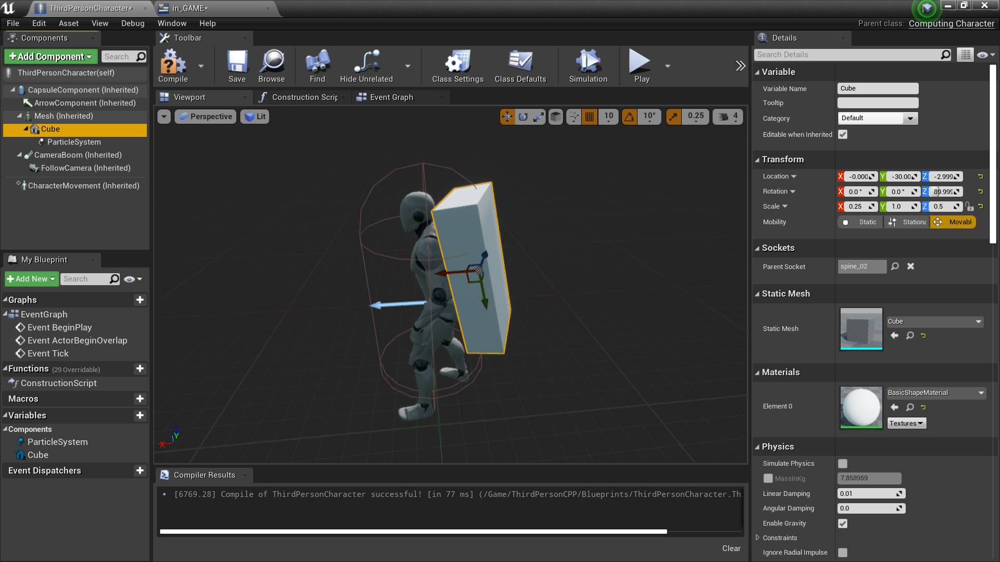 ThirdPersonCharacter*
in_GAME*
File Edit Asset View Debug Window Help
Parent class: Computing Character
Components
Add Component
Search
ThirdPersonCharacter(self)
CapsuleComponent (Inherited)
ArrowComponent (Inherited)
Mesh (Inherited)
Cube
ParticleSystem
CameraBoom (Inherited)
FollowCamera (Inherited)
CharacterMovement (Inherited)
My Blueprint
Add New
Search
Graphs
EventGraph
Event BeginPlay
Event ActorBeginOverlap
Event Tick
Functions (29 Overridable)
ConstructionScript
Macros
Variables
Components
ParticleSystem
Cube
Event Dispatchers
Toolbar
Compile
Save
Browse
Find
Hide Unrelated
Class Settings
Class Defaults
Simulation
Play
Viewport
Construction Scrip
Event Graph
Perspective
Lit
10
10°
0.25
4
Z
Y
X
Compiler Results
[6769.28] Compile of ThirdPersonCharacter successful! [in 77 ms] (/Game/ThirdPersonCPP/Blueprints/ThirdPersonCharacter.Th
Clear
Details
Search Details
Variable
Variable Name Cube
Tooltip
Category Default
Editable when Inherited
Transform
Location X -0.000 Y -30.00 Z -2.999
Rotation X 0.0 ° Y 0.0 ° Z 89.999
Scale X 0.25 Y 1.0 Z 0.5
Mobility Static Stationa Movabl
Sockets
Parent Socket spine_02
Static Mesh
Static Mesh Cube
Materials
Element 0 BasicShapeMaterial
Textures
Physics
Simulate Physics
MassInKg 7.858959
Linear Damping 0.01
Angular Damping 0.0
Enable Gravity
Constraints
Ignore Radial Impulse